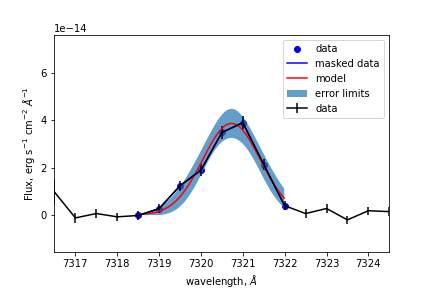 1e−14
data
masked data
model
error limits
data
6
4
2
0
Flux, erg s⁻¹ cm⁻² Å⁻¹
7317 7318 7319 7320 7321 7322 7323 7324
wavelength, Å